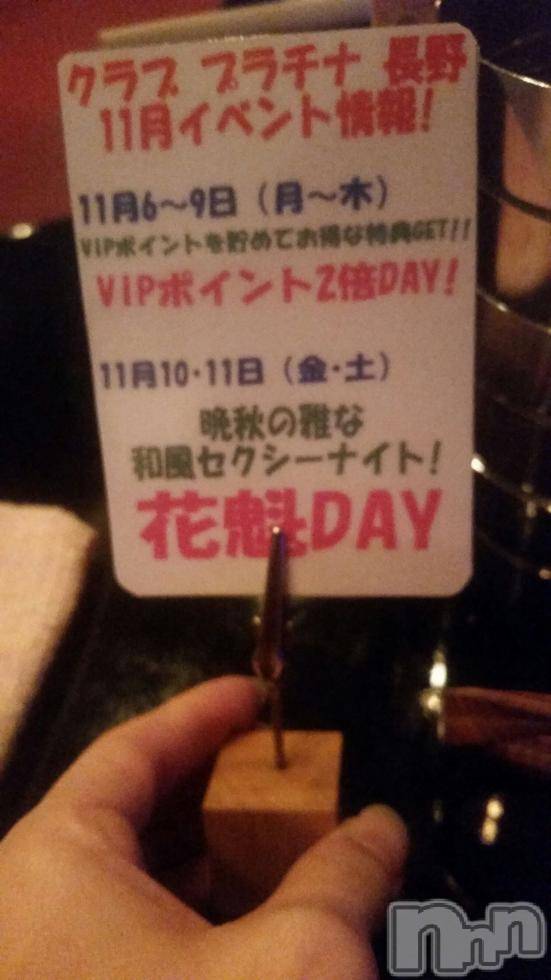 クラブ プラチナ 長野
11月イベント情報!
11月6～9日（月～木）
VIPポイントを貯めてお得な特典GET!!
VIPポイント2倍DAY!
11月10･11日（金･土）
晩秋の雅な
和風セクシーナイト!
花魁DAY
nnn